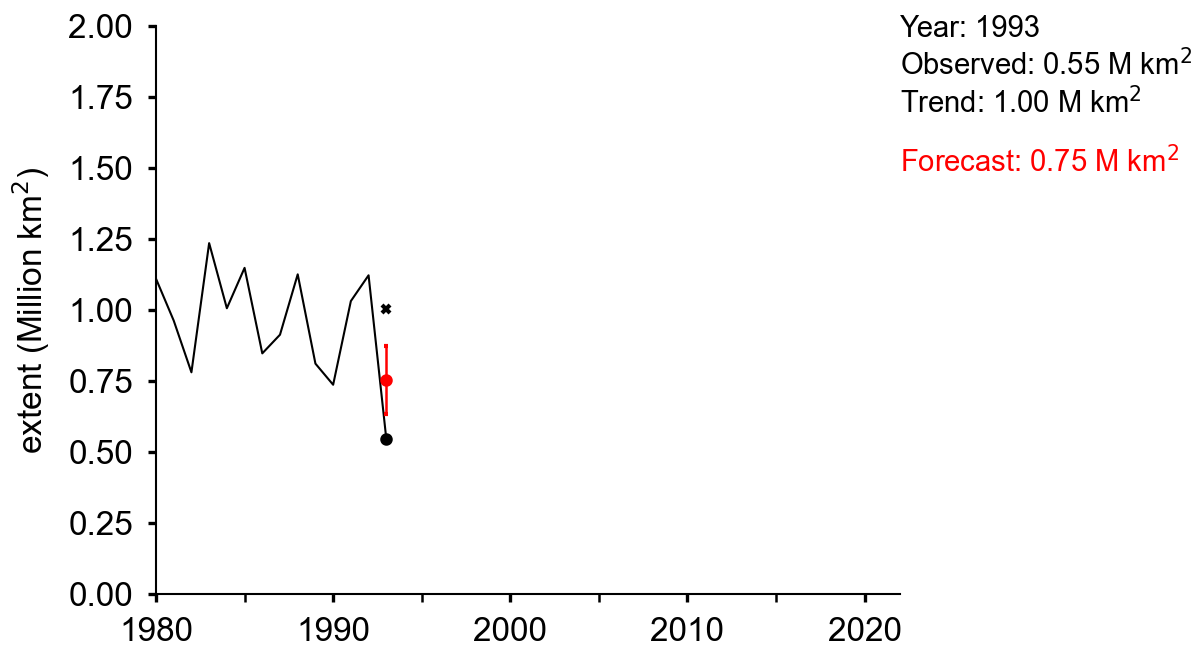 Year: 1993
Observed: 0.55 M km²
Trend: 1.00 M km²
Forecast: 0.75 M km²
extent (Million km²)
2.00
1.75
1.50
1.25
1.00
0.75
0.50
0.25
0.00
1980 1990 2000 2010 2020